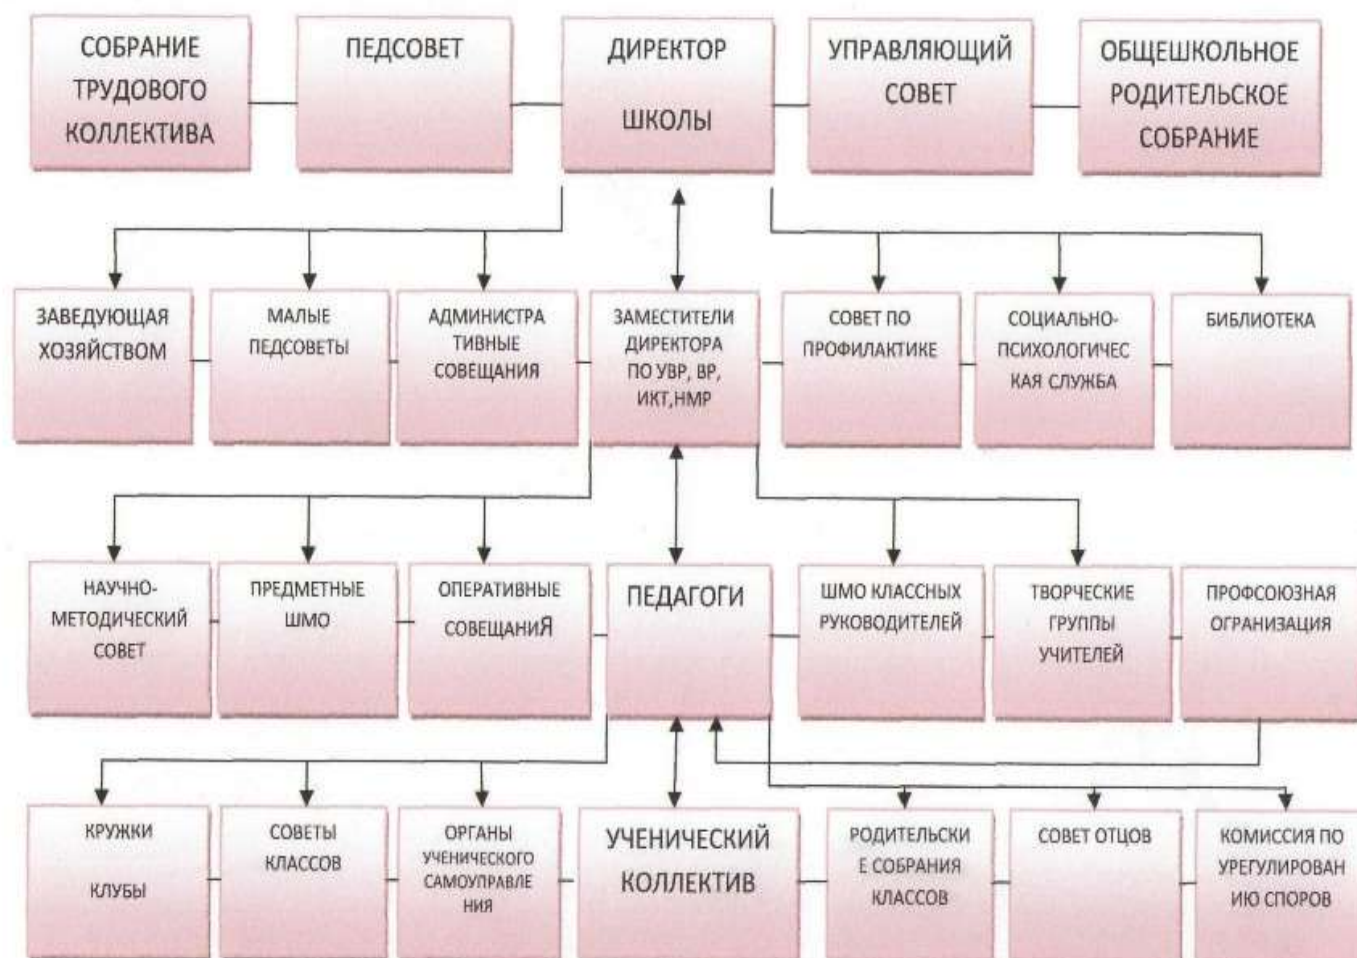 СОБРАНИЕ
ТРУДОВОГО
КОЛЛЕКТИВА
ПЕДСОВЕТ
ДИРЕКТОР
ШКОЛЫ
УПРАВЛЯЮЩИЙ
СОВЕТ
ОБЩЕШКОЛЬНОЕ
РОДИТЕЛЬСКОЕ
СОБРАНИЕ
ЗАВЕДУЮЩАЯ
ХОЗЯЙСТВОМ
МАЛЫЕ
ПЕДСОВЕТЫ
АДМИНИСТРА
ТИВНЫЕ
СОВЕЩАНИЯ
ЗАМЕСТИТЕЛИ
ДИРЕКТОРА
ПО УВР, ВР,
ИКТ,НМР
СОВЕТ ПО
ПРОФИЛАКТИКЕ
СОЦИАЛЬНО-
ПСИХОЛОГИЧЕС
КАЯ СЛУЖБА
БИБЛИОТЕКА
НАУЧНО-
МЕТОДИЧЕСКИЙ
СОВЕТ
ПРЕДМЕТНЫЕ
ШМО
ОПЕРАТИВНЫЕ
СОВЕЩАНИЯ
ПЕДАГОГИ
ШМО КЛАССНЫХ
РУКОВОДИТЕЛЕЙ
ТВОРЧЕСКИЕ
ГРУППЫ
УЧИТЕЛЕЙ
ПРОФСОЮЗНАЯ
ОГРАНИЗАЦИЯ
КРУЖКИ
КЛУБЫ
СОВЕТЫ
КЛАССОВ
ОРГАНЫ
УЧЕНИЧЕСКОГО
САМОУПРАВЛЕ
НИЯ
УЧЕНИЧЕСКИЙ
КОЛЛЕКТИВ
РОДИТЕЛЬСКИ
Е СОБРАНИЯ
КЛАССОВ
СОВЕТ ОТЦОВ
КОМИССИЯ ПО
УРЕГУЛИРОВАН
ИЮ СПОРОВ